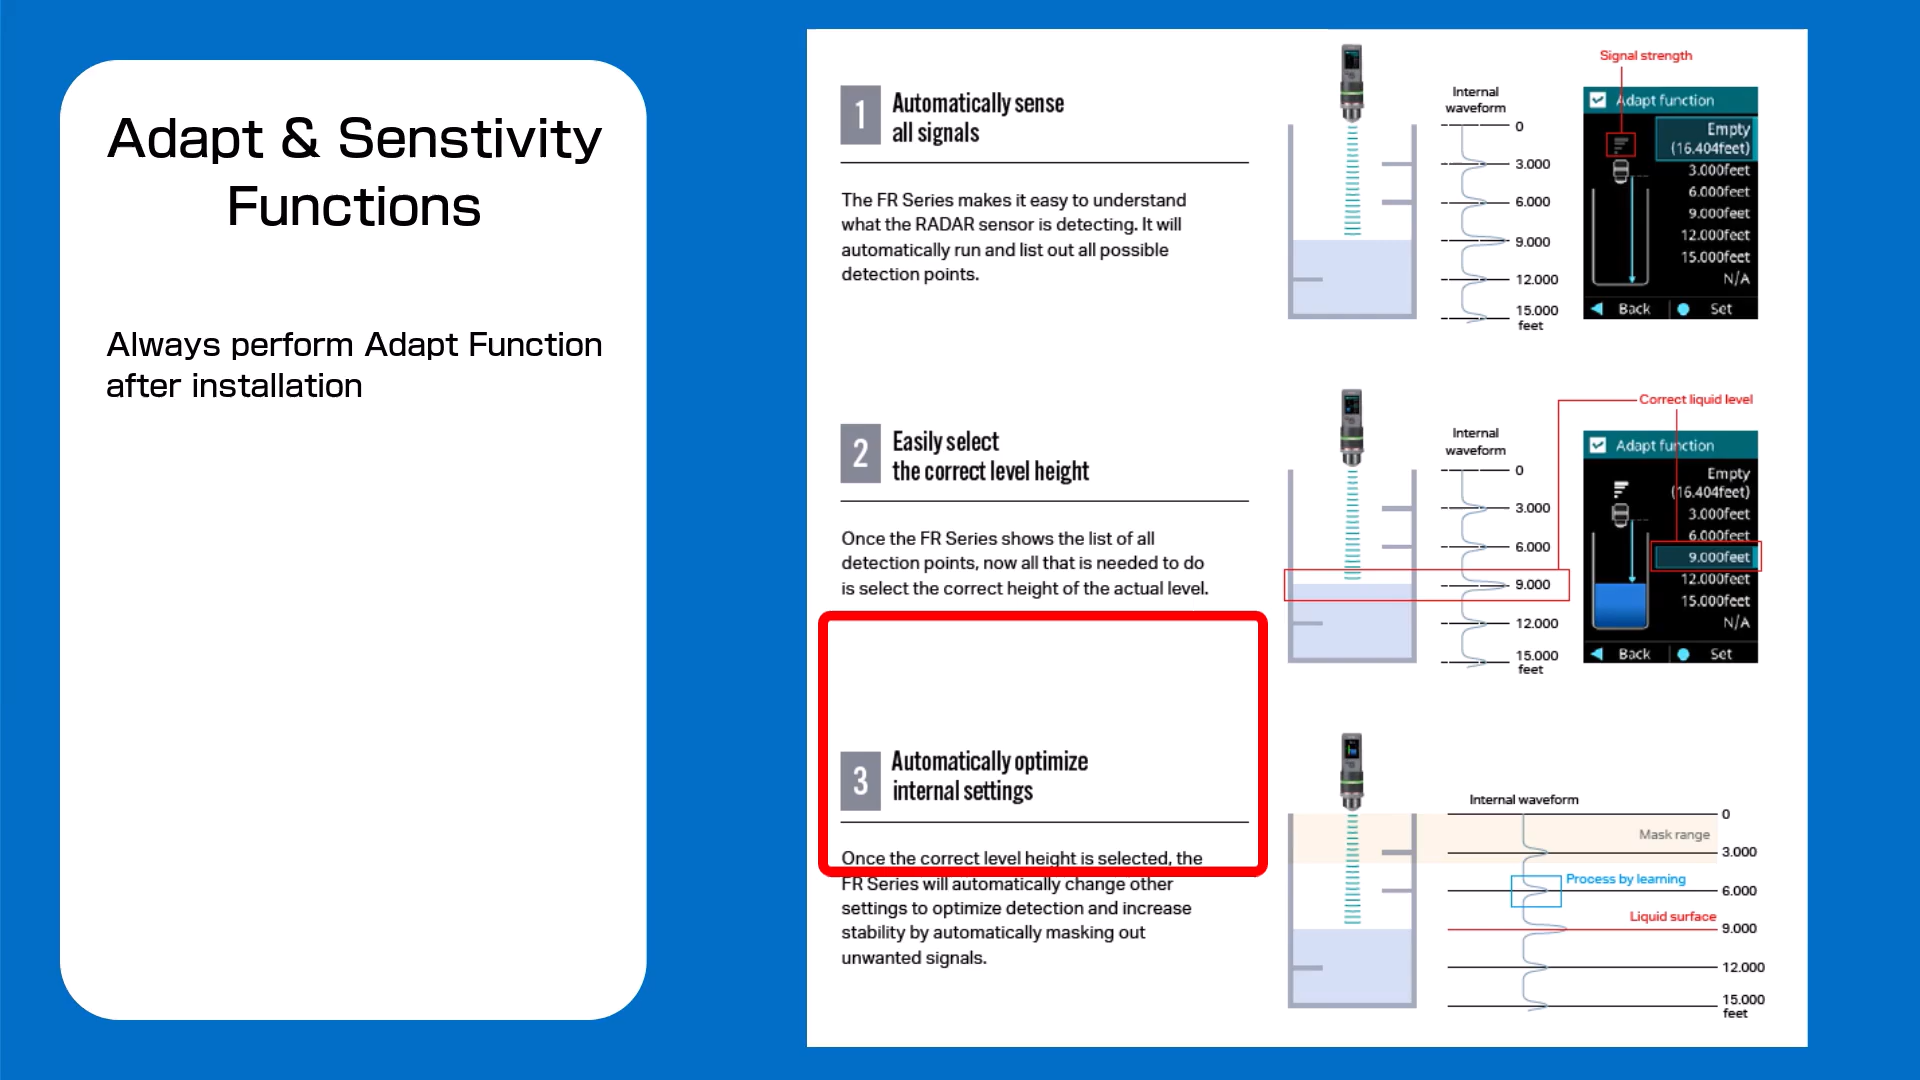 Adapt & Senstivity
Functions
Always perform Adapt Function
after installation
1
Automatically sense
all signals
The FR Series makes it easy to understand
what the RADAR sensor is detecting. It will
automatically run and list out all possible
detection points.
Internal
waveform
0
3.000
6.000
9.000
12.000
15.000
feet
Signal strength
Adapt function
Empty
(16.404feet)
3.000feet
6.000feet
9.000feet
12.000feet
15.000feet
N/A
Back
Set
2
Easily select
the correct level height
Once the FR Series shows the list of all
detection points, now all that is needed to do
is select the correct height of the actual level.
Internal
waveform
0
3.000
6.000
9.000
12.000
15.000
feet
Correct liquid level
Adapt function
Empty
(16.404feet)
3.000feet
6.000feet
9.000feet
12.000feet
15.000feet
N/A
Back
Set
3
Automatically optimize
internal settings
Once the correct level height is selected, the
FR Series will automatically change other
settings to optimize detection and increase
stability by automatically masking out
unwanted signals.
Internal waveform
0
Mask range
3.000
Process by learning
6.000
Liquid surface
9.000
12.000
15.000
feet